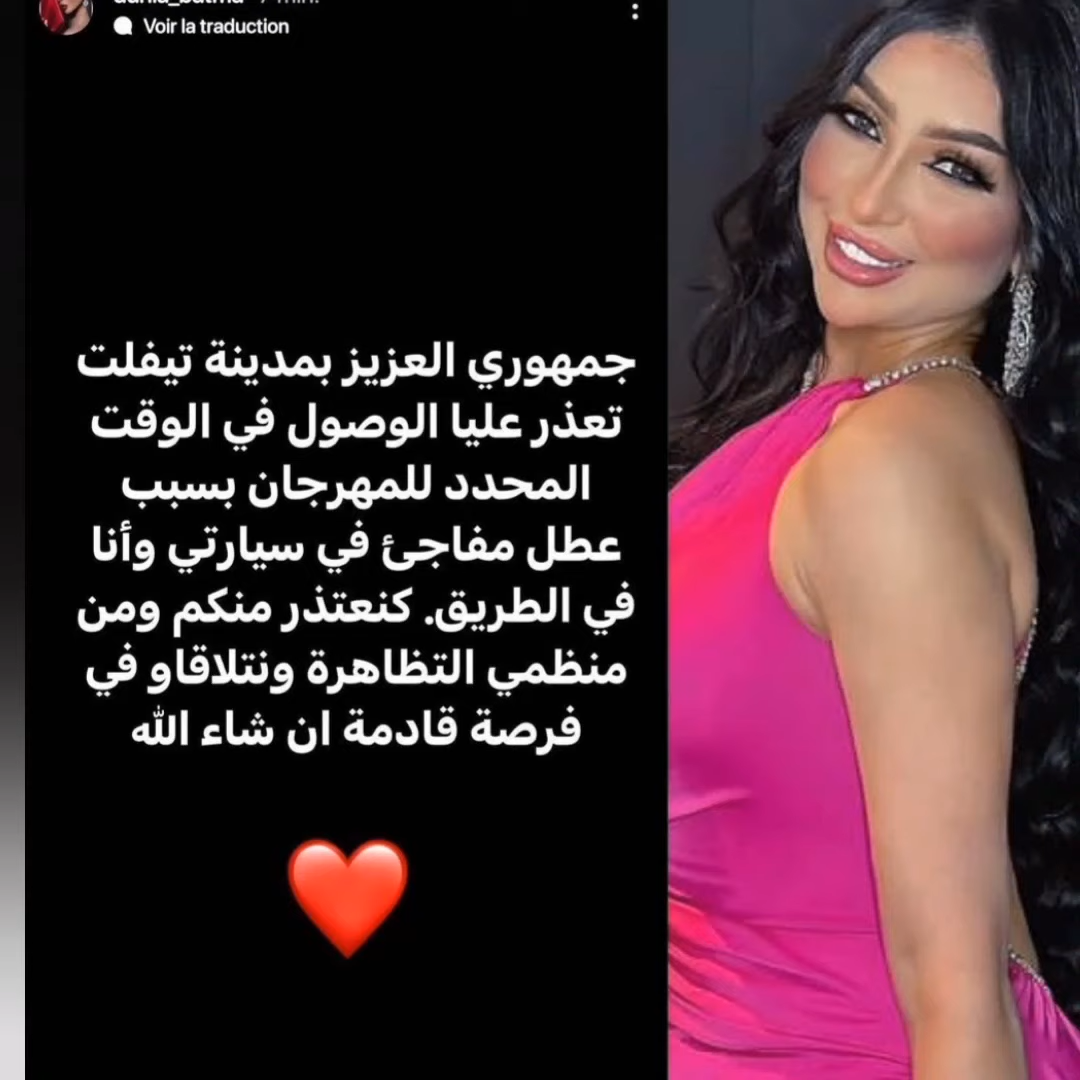 Voir la traduction
جمهوري العزيز بمدينة تيفلت
تعذر عليا الوصول في الوقت
المحدد للمهرجان بسبب
عطل مفاجئ في سيارتي وأنا
في الطريق. كنعتذر منكم ومن
منظمي التظاهرة ونتلاقاو في
فرصة قادمة ان شاء الله